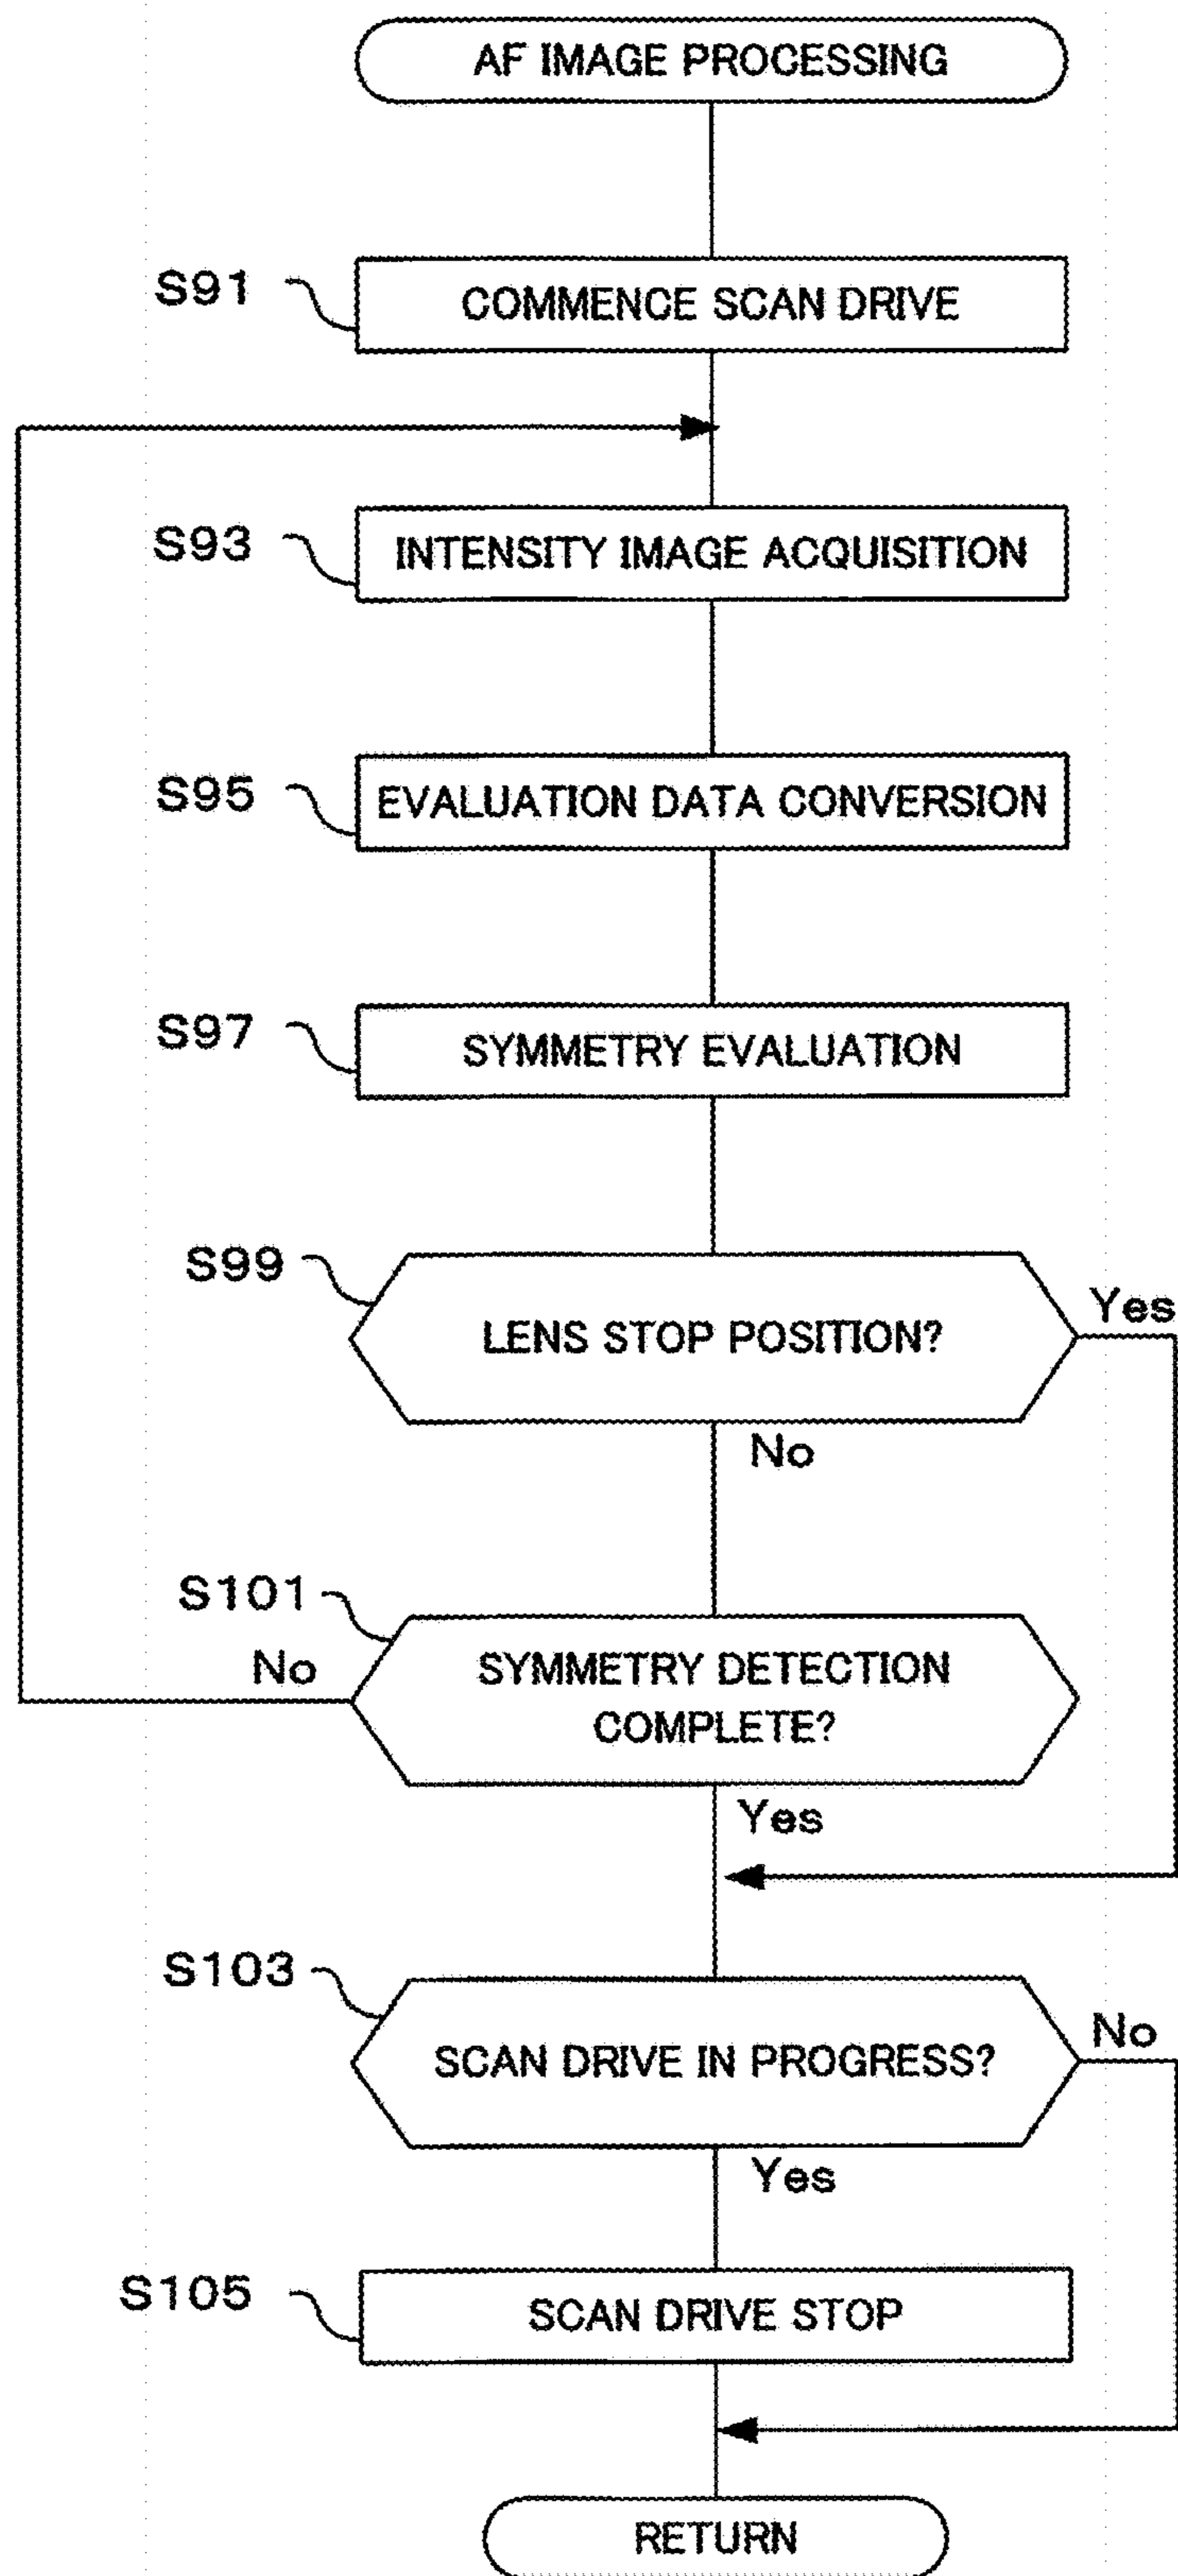 AF IMAGE PROCESSING
S91
COMMENCE SCAN DRIVE
S93
INTENSITY IMAGE ACQUISITION
S95
EVALUATION DATA CONVERSION
S97
SYMMETRY EVALUATION
S99
LENS STOP POSITION?
Yes
No
S101
SYMMETRY DETECTION
COMPLETE?
No
Yes
S103
SCAN DRIVE IN PROGRESS?
No
Yes
S105
SCAN DRIVE STOP
RETURN